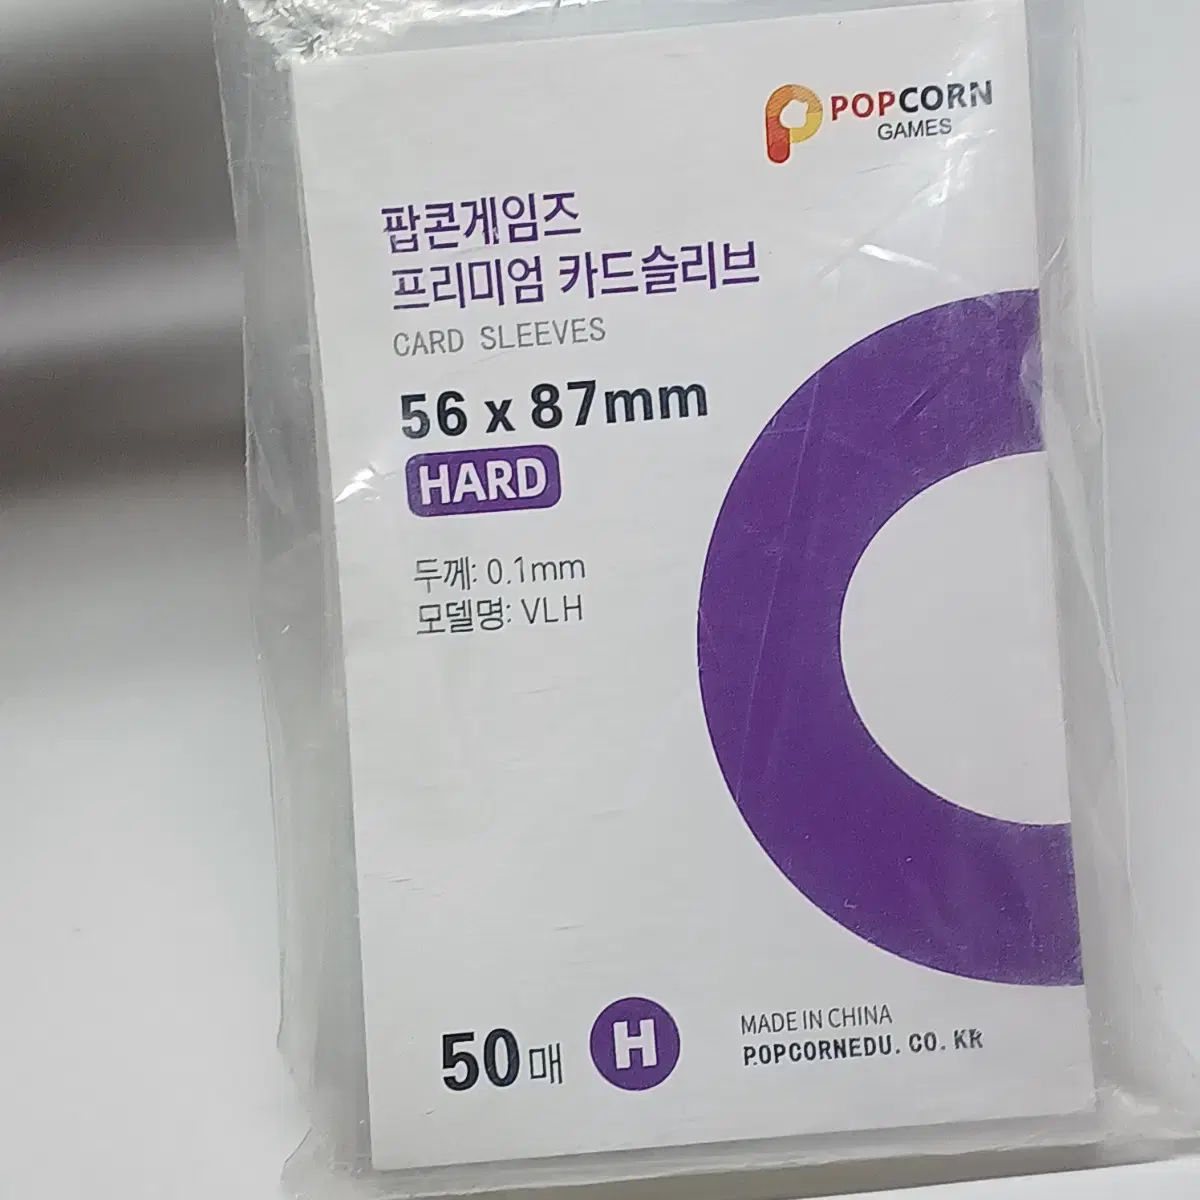 POPCORN
GAMES
팝콘게임즈
프리미엄 카드슬리브
CARD SLEEVES
56 x 87mm
HARD
두께: 0.1mm
모델명: VLH
50매
H
MADE IN CHINA
POPCORNEDU.CO.KR